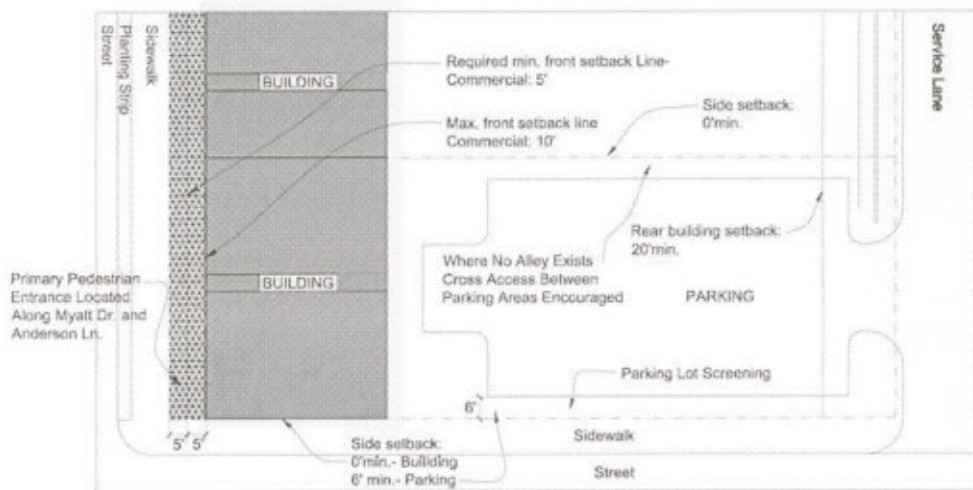 Street
Planting Strip
Sidewalk
BUILDING
Required min. front setback Line-
Commercial: 5'
Max. front setback line
Commercial: 10'
Side setback:
0'min.
Service Lane
Rear building setback:
20'min.
Where No Alley Exists
Cross Access Between
Parking Areas Encouraged
PARKING
BUILDING
Primary Pedestrian
Entrance Located
Along Myatt Dr. and
Anderson Ln.
Parking Lot Screening
6'
5' 5'
Side setback:
0'min.- Building
6' min.- Parking
Sidewalk
Street